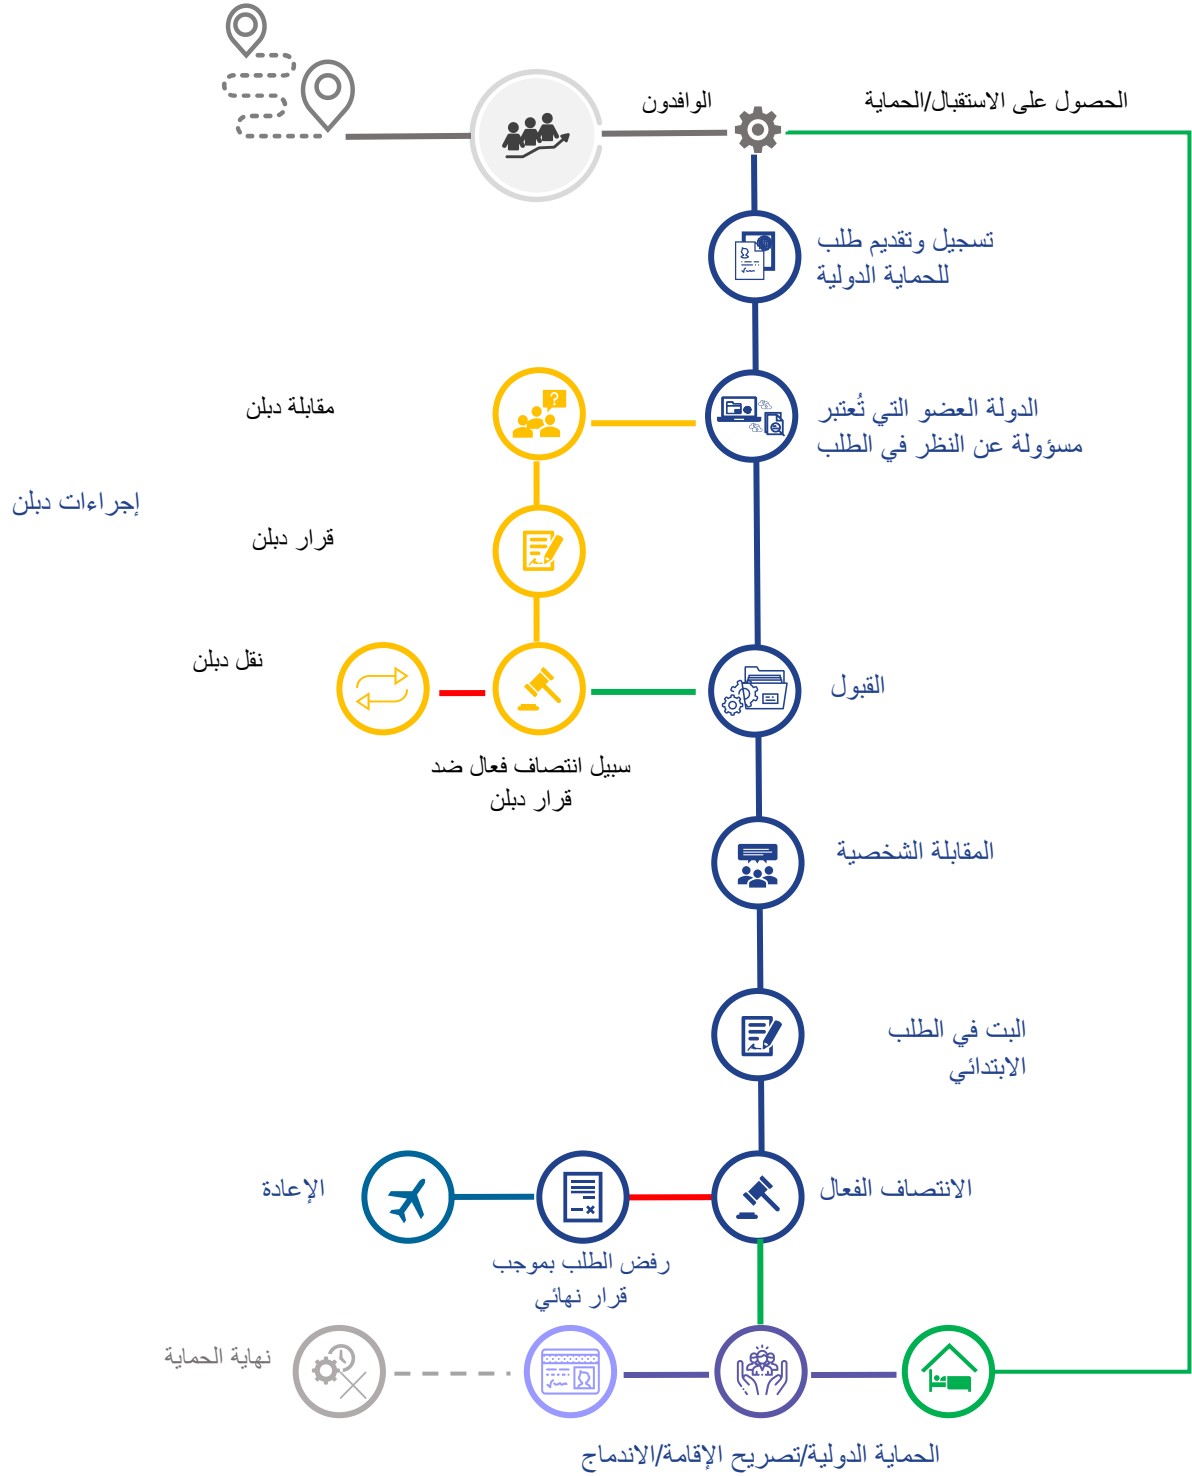 الحصول على الاستقبال/الحماية
الوافدون
تسجيل وتقديم طلب
للحماية الدولية
الدولة العضو التي تُعتبر
مسؤولة عن النظر في الطلب
مقابلة دبلن
إجراءات دبلن
قرار دبلن
نقل دبلن
القبول
سبيل انتصاف فعال ضد
قرار دبلن
المقابلة الشخصية
البت في الطلب
الابتدائي
الانتصاف الفعال
الإعادة
رفض الطلب بموجب
قرار نهائي
نهاية الحماية
الحماية الدولية/تصريح الإقامة/الاندماج